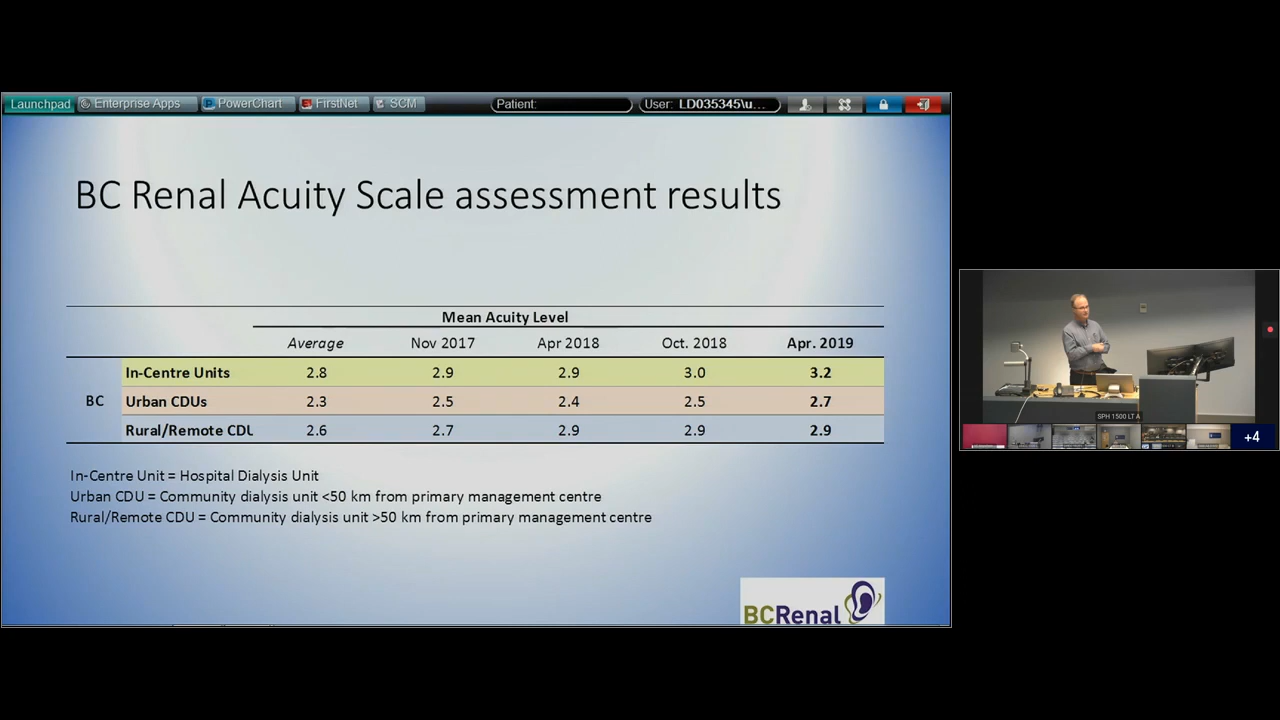 Launchpad Enterprise Apps PowerChart FirstNet SCM Patient: User: LD035345\u...
BC Renal Acuity Scale assessment results
Mean Acuity Level
Average Nov 2017 Apr 2018 Oct. 2018 Apr. 2019
BC
In-Centre Units 2.8 2.9 2.9 3.0 3.2
Urban CDUs 2.3 2.5 2.4 2.5 2.7
Rural/Remote CDU 2.6 2.7 2.9 2.9 2.9
In-Centre Unit = Hospital Dialysis Unit
Urban CDU = Community dialysis unit <50 km from primary management centre
Rural/Remote CDU = Community dialysis unit >50 km from primary management centre
BCRenal
SPH 1500 LT A
+4